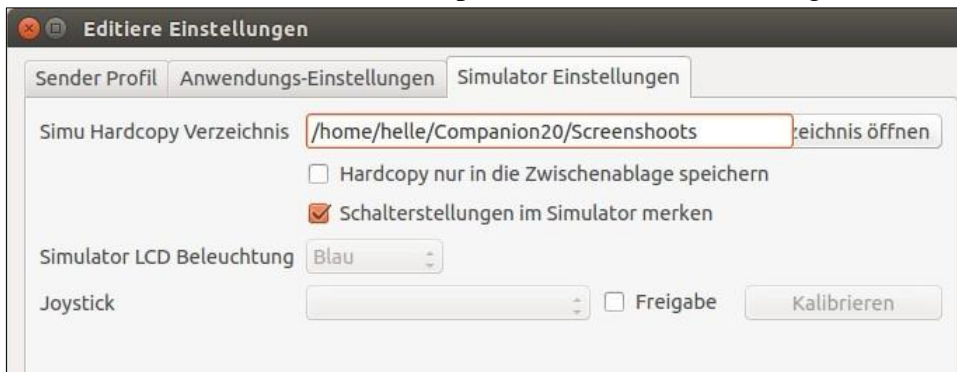 Editiere Einstellungen
Sender Profil Anwendungs-Einstellungen Simulator Einstellungen
Simu Hardcopy Verzeichnis /home/helle/Companion20/Screenshoots zeichnis öffnen
Hardcopy nur in die Zwischenablage speichern
Schalterstellungen im Simulator merken
Simulator LCD Beleuchtung Blau
Joystick Freigabe Kalibrieren